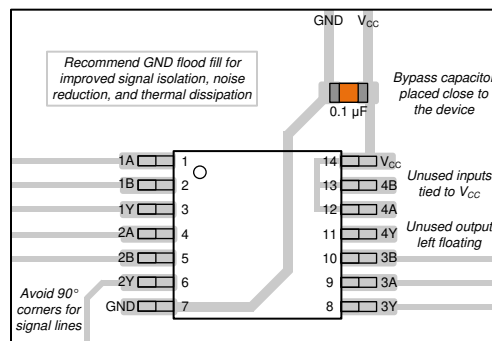 GND V_CC
Recommend GND flood fill for
improved signal isolation, noise
reduction, and thermal dissipation
Bypass capacitor
placed close to
the device
0.1 µF
1A 1 14 V_CC
1B 2 13 4B
1Y 3 12 4A
2A 4 11 4Y
2B 5 10 3B
2Y 6 9 3A
GND 7 8 3Y
Unused inputs
tied to V_CC
Unused output
left floating
Avoid 90°
corners for
signal lines